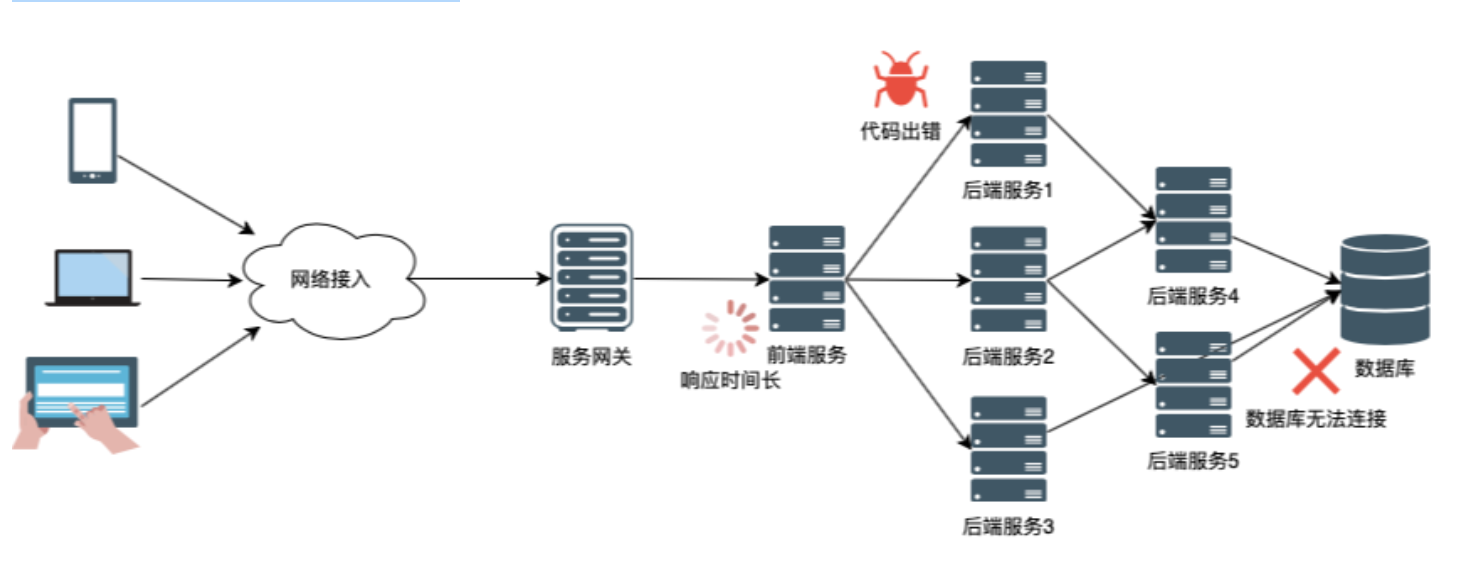 代码出错
后端服务1
网络接入
后端服务4
服务网关
前端服务
后端服务2
数据库
响应时间长
数据库无法连接
后端服务5
后端服务3